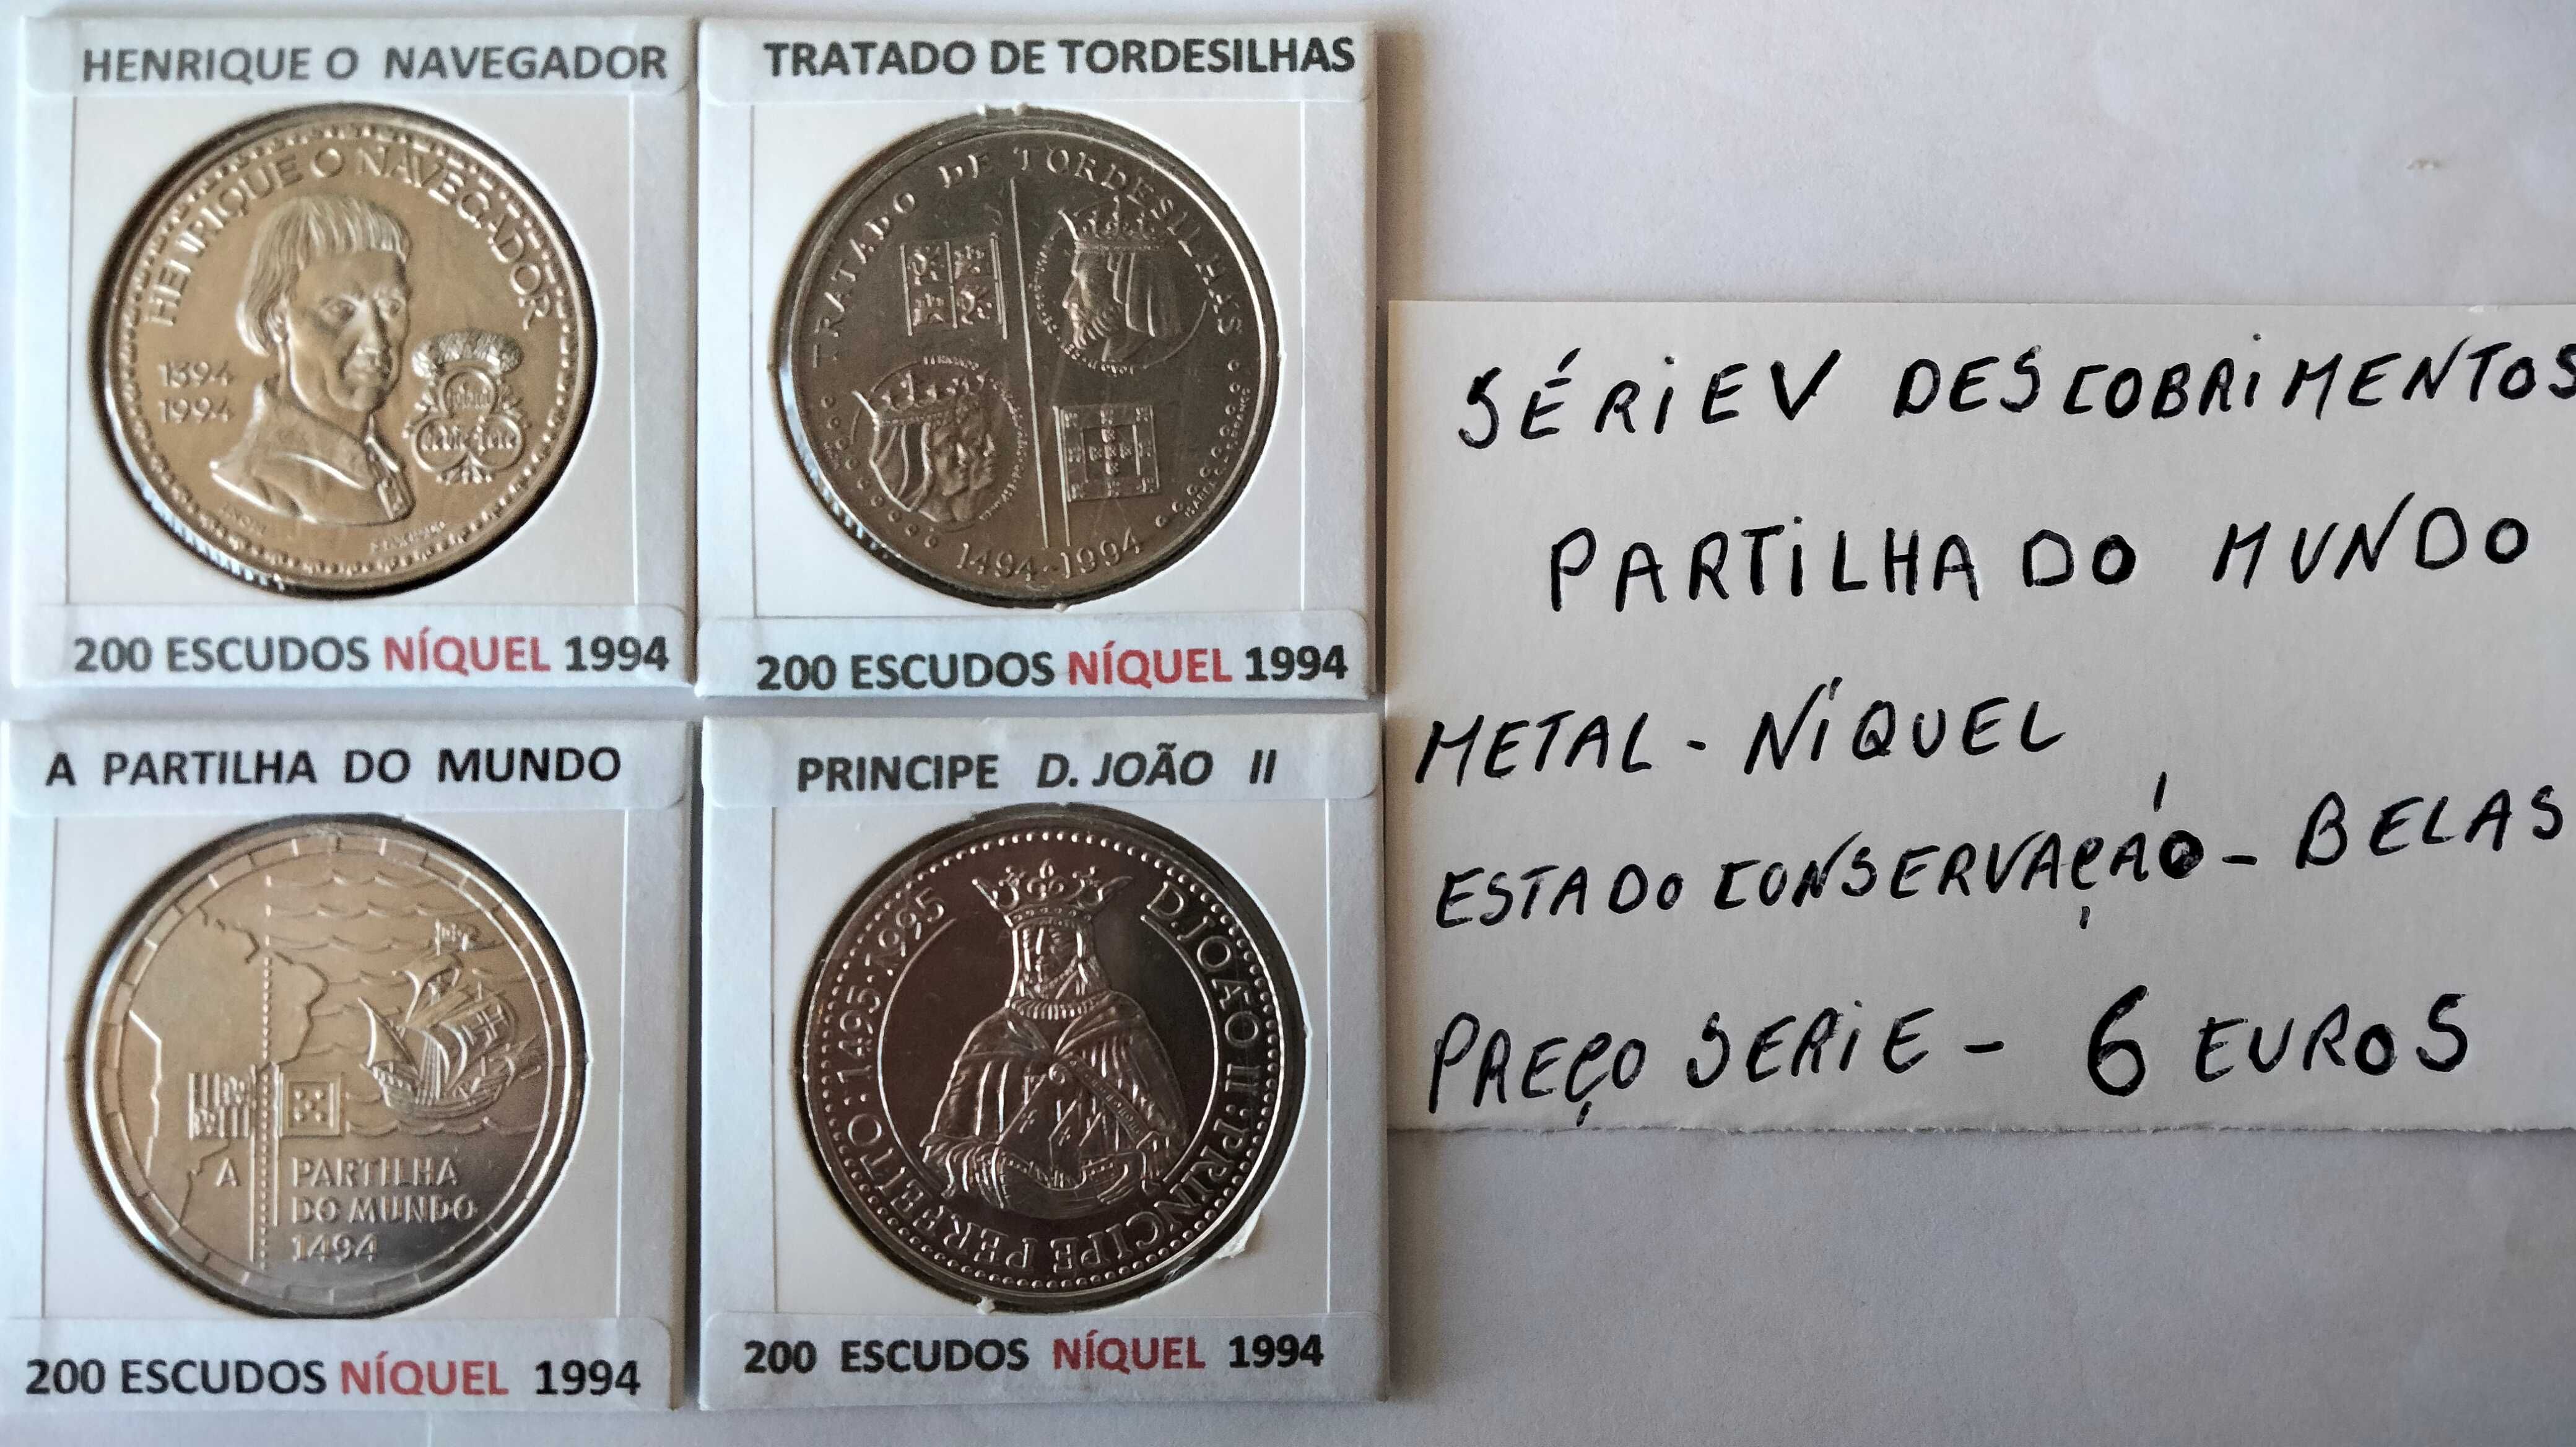 HENRIQUE O NAVEGADOR
HENRIQUE O NAVEGADOR
1394
1994
200 ESCUDOS NÍQUEL 1994
TRATADO DE TORDESILHAS
TRATADO DE TORDESILHAS
1494-1994
200 ESCUDOS NÍQUEL 1994
A PARTILHA DO MUNDO
A PARTILHA
DO MUNDO
1494
200 ESCUDOS NÍQUEL 1994
PRINCIPE D. JOÃO II
D.JOÃO II·PRINCIPE PERFEITO·1495·1995
200 ESCUDOS NÍQUEL 1994
SÉRIE V DESCOBRIMENTOS
PARTILHA DO MUNDO
METAL - NÍQUEL
ESTADO CONSERVAÇÁO - BELAS
PREÇO SERIE - 6 EUROS